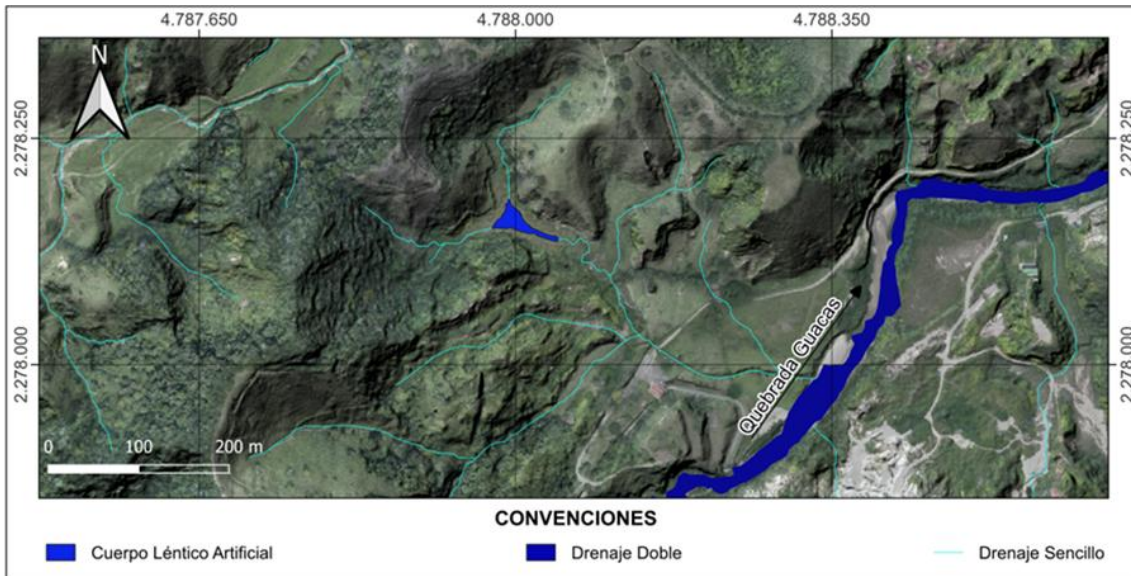 4.787.650 4.788.000 4.788.350
N
2.278.250 2.278.250
2.278.000 2.278.000
Quebrada Guacas
0 100 200 m
CONVENCIONES
Cuerpo Léntico Artificial Drenaje Doble Drenaje Sencillo